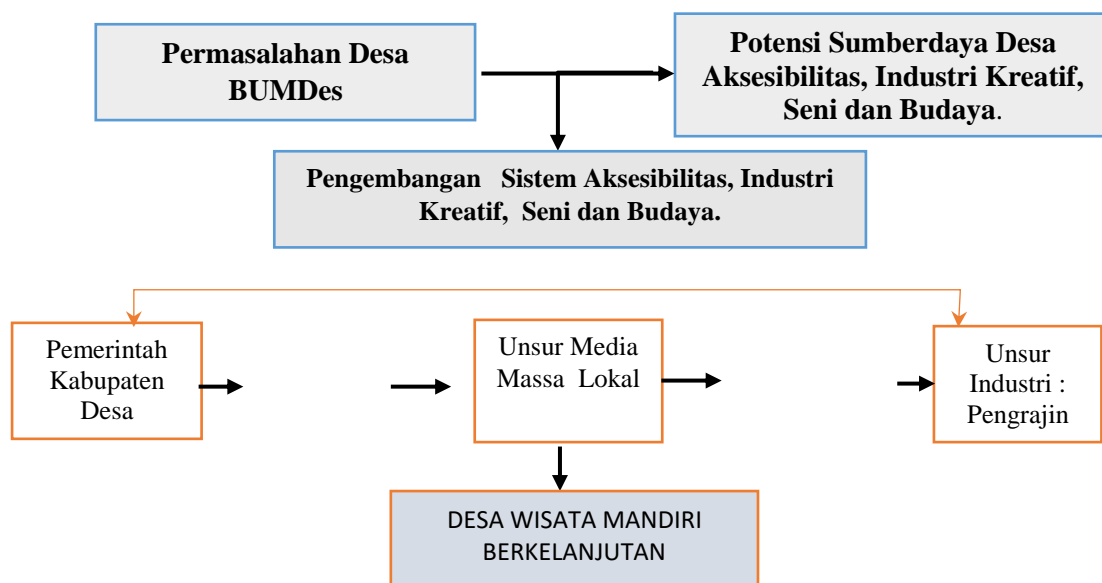 Permasalahan Desa
BUMDes
Potensi Sumberdaya Desa
Aksesibilitas, Industri Kreatif,
Seni dan Budaya.
Pengembangan Sistem Aksesibilitas, Industri
Kreatif, Seni dan Budaya.
Pemerintah
Kabupaten
Desa
Unsur Media
Massa Lokal
Unsur
Industri :
Pengrajin
DESA WISATA MANDIRI
BERKELANJUTAN